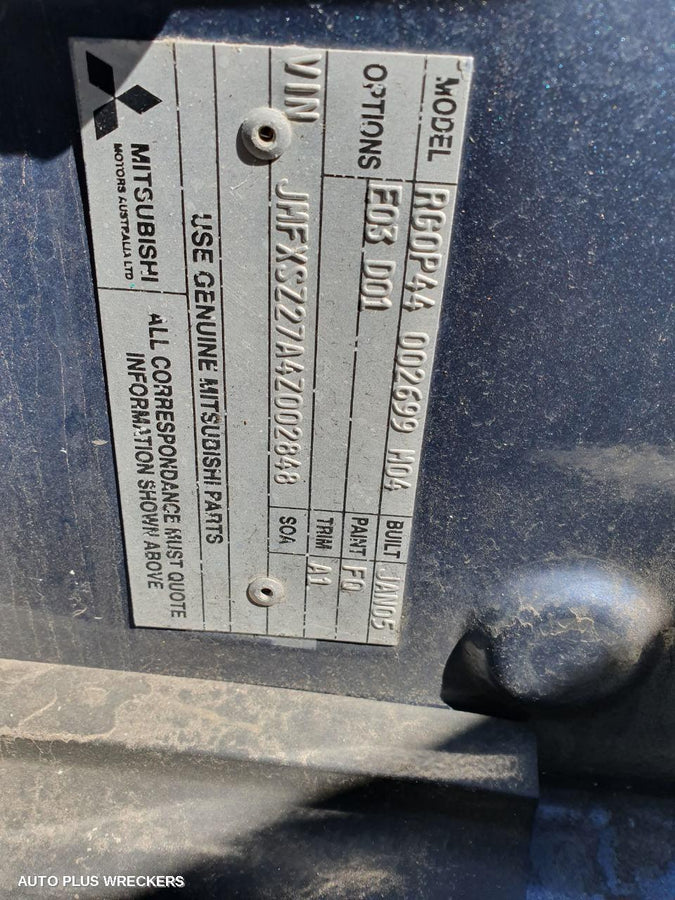 MODEL RG0P44 002699 M04 BUILT JAN05
OPTIONS E03 D01 PAINT F0
TRIM A1
VIN JMFXSZ27A4Z002848 SOA
USE GENUINE MITSUBISHI PARTS
MITSUBISHI
MOTORS AUSTRALIA LTD
ALL CORRESPONDANCE MUST QUOTE
INFORMATION SHOWN ABOVE
AUTO PLUS WRECKERS